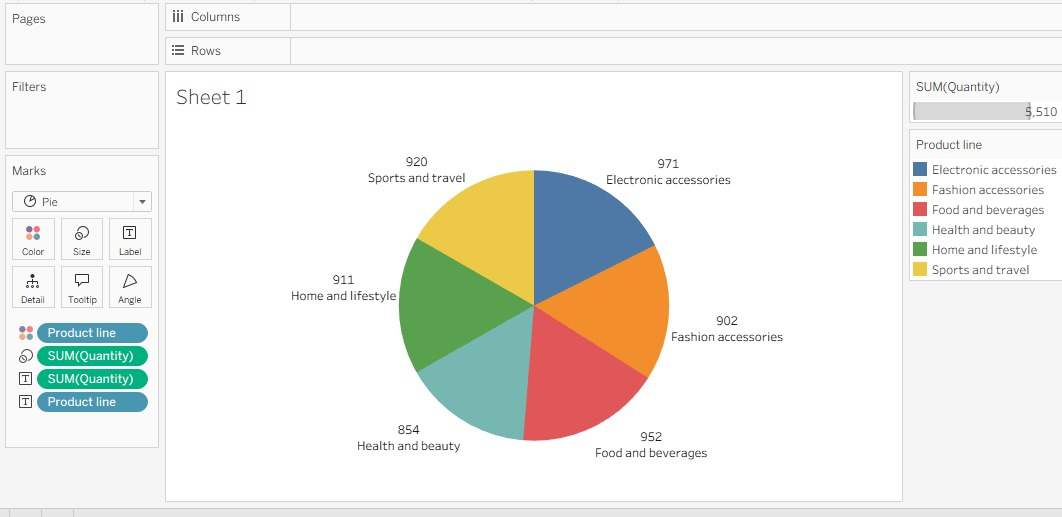 Pages
Columns
Rows
Filters
Marks
Pie
Color
Size
Label
Detail
Tooltip
Angle
Product line
SUM(Quantity)
SUM(Quantity)
Product line
Sheet 1
971
Electronic accessories
902
Fashion accessories
952
Food and beverages
854
Health and beauty
911
Home and lifestyle
920
Sports and travel
SUM(Quantity)
5,510
Product line
Electronic accessories
Fashion accessories
Food and beverages
Health and beauty
Home and lifestyle
Sports and travel